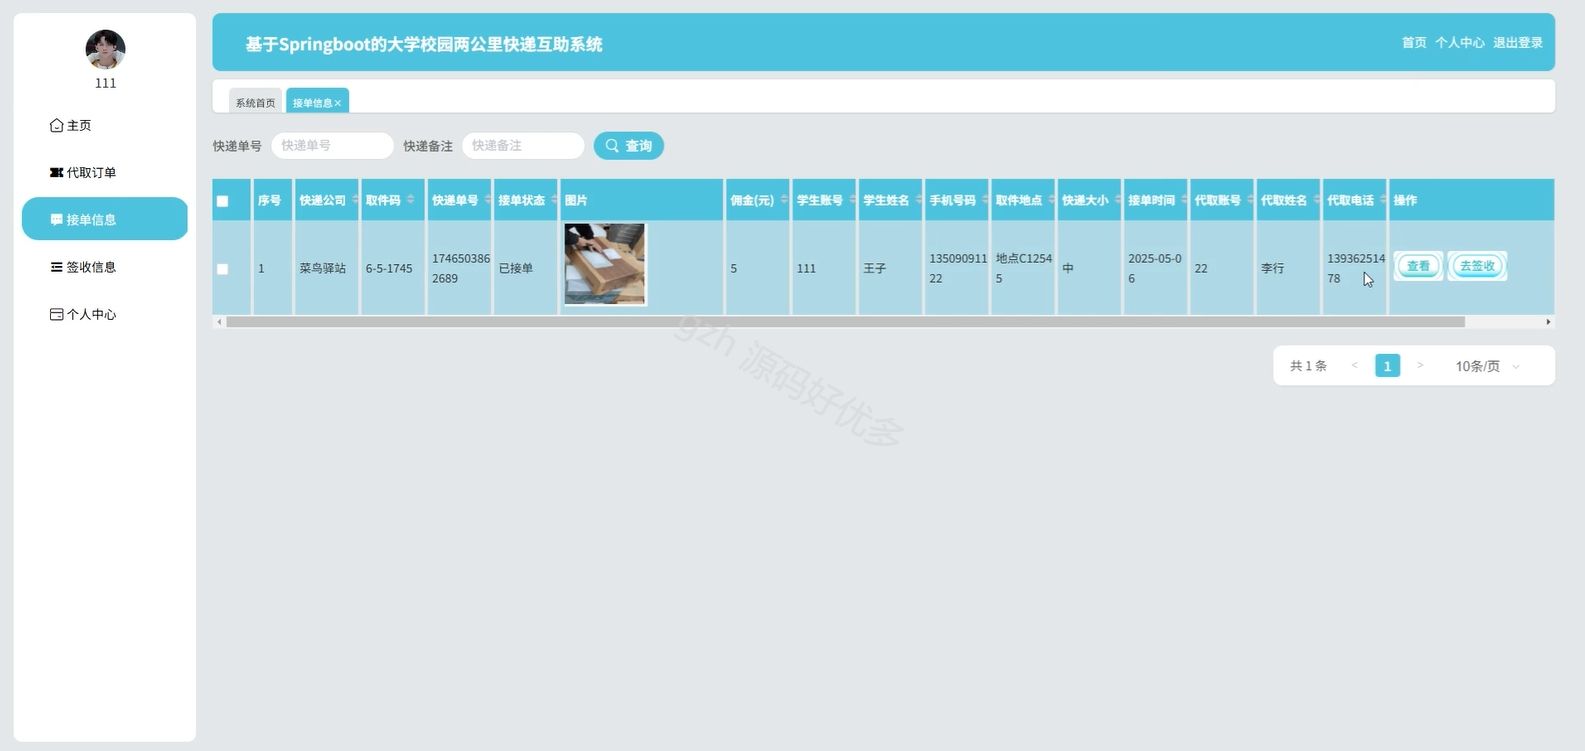 111
主页
代取订单
接单信息
签收信息
个人中心
基于Springboot的大学校园两公里快递互助系统
首页 个人中心 退出登录
系统首页 接单信息×
快递单号 快递单号 快递备注 快递备注 查询
序号 快递公司 取件码 快递单号 接单状态 图片 佣金(元) 学生账号 学生姓名 手机号码 取件地点 快递大小 接单时间 代取账号 代取姓名 代取电话 操作
1 菜鸟驿站 6-5-1745 174650386 已接单 5 111 王子 135090911 地点C1254 中 2025-05-0 22 李行 139362514 查看 去签收
2689 22 5 6 78
共 1 条 < 1 > 10条/页
gzh 源码好优多